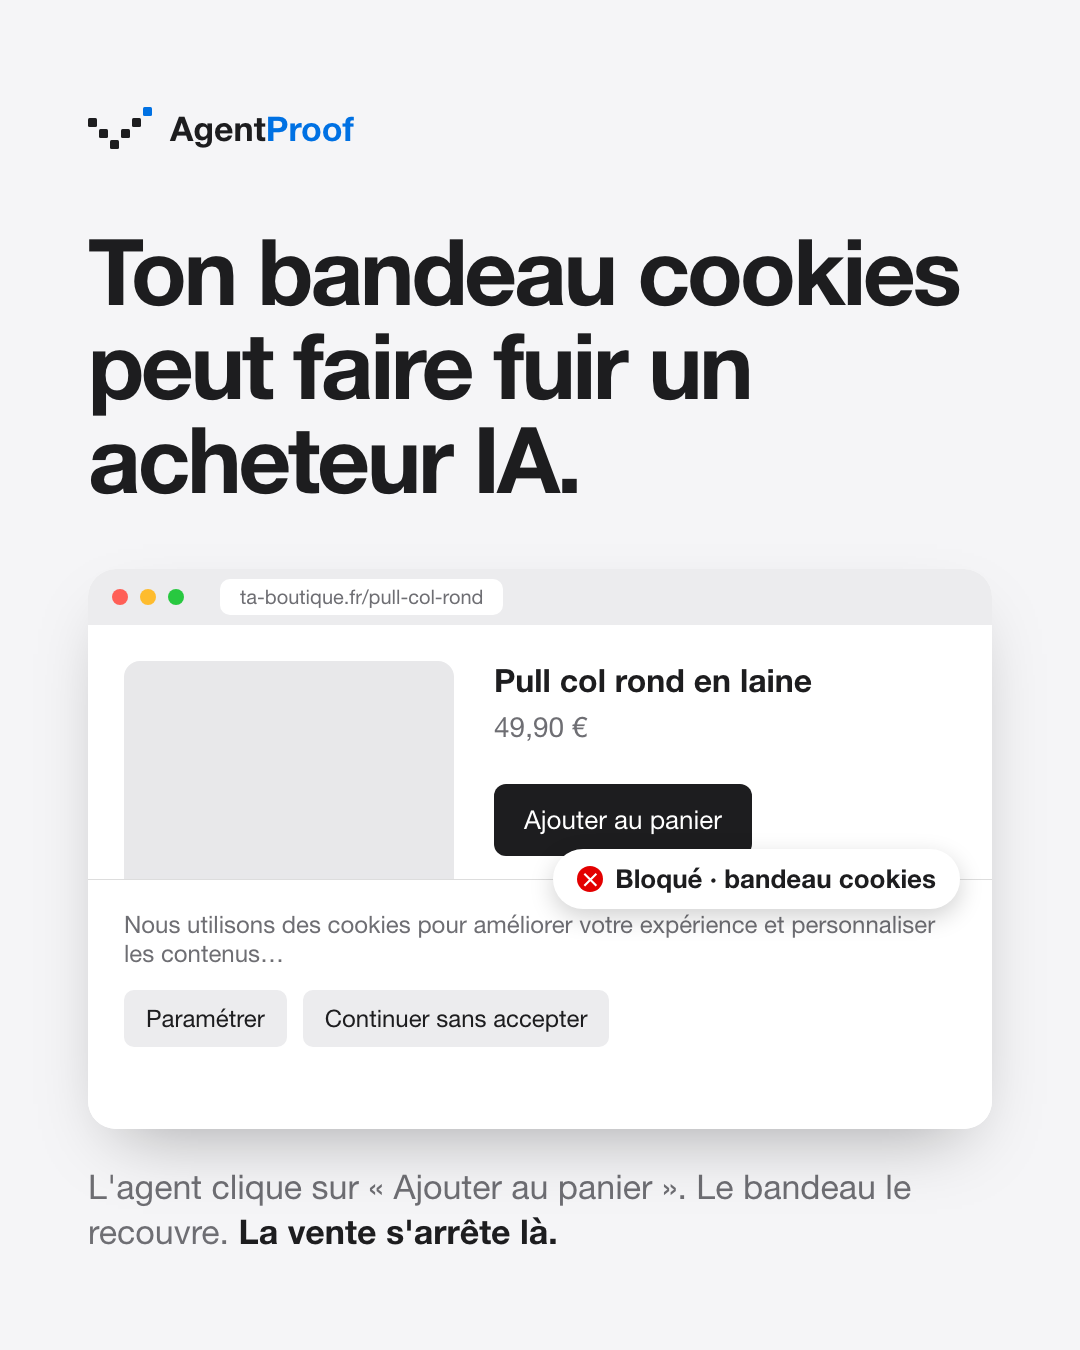 AgentProof
Ton bandeau cookies
peut faire fuir un
acheteur IA.
ta-boutique.fr/pull-col-rond
Pull col rond en laine
49,90 €
Ajouter au panier
Bloqué · bandeau cookies
Nous utilisons des cookies pour améliorer votre expérience et personnaliser
les contenus…
Paramétrer
Continuer sans accepter
L'agent clique sur « Ajouter au panier ». Le bandeau le
recouvre. La vente s'arrête là.